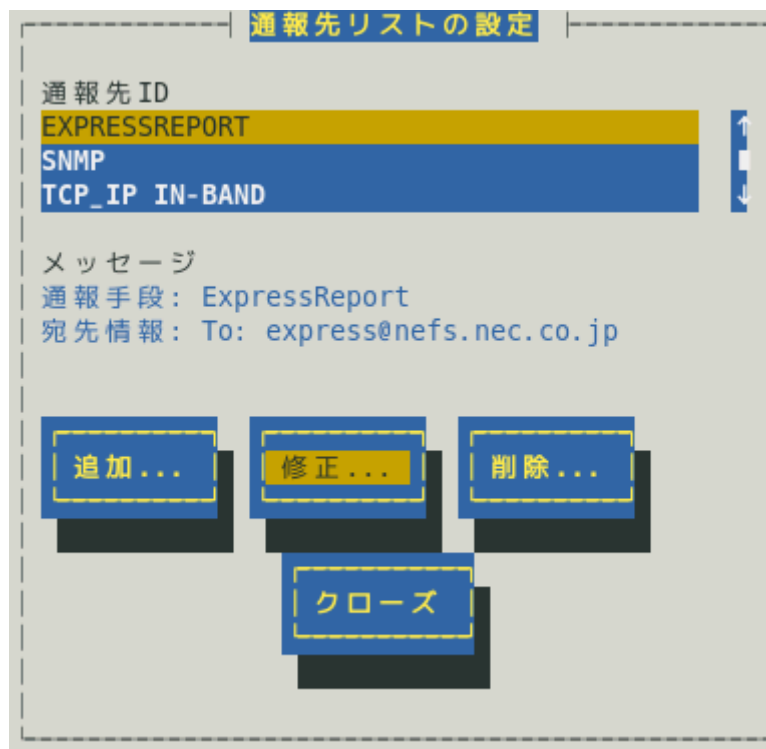 通報先リストの設定
通報先ID
EXPRESSREPORT
SNMP
TCP_IP IN-BAND
メッセージ
通報手段: ExpressReport
宛先情報: To: express@nefs.nec.co.jp
追加... 修正... 削除...
クローズ